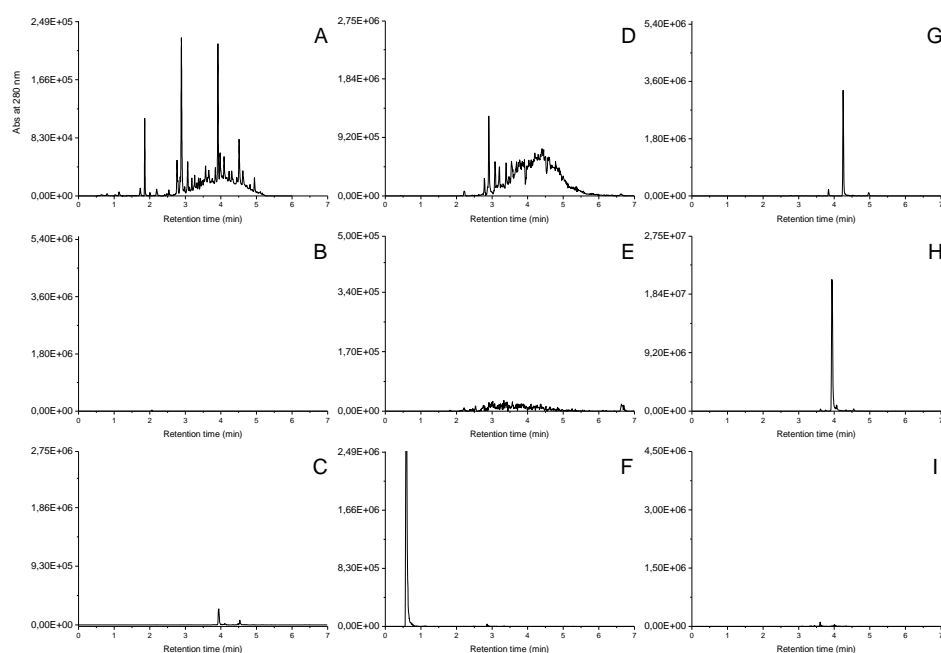 A
Abs at 280 nm
2,49E+05
1,66E+05
8,30E+04
0,00E+00
0 1 2 3 4 5 6 7
Retention time (min)
D
2,75E+06
1,84E+06
9,20E+05
0,00E+00
0 1 2 3 4 5 6 7
Retention time (min)
G
5,40E+06
3,60E+06
1,80E+06
0,00E+00
0 1 2 3 4 5 6 7
Retention time (min)
B
5,40E+06
3,60E+06
1,80E+06
0,00E+00
0 1 2 3 4 5 6 7
Retention time (min)
E
5,00E+05
3,40E+05
1,70E+05
0,00E+00
0 1 2 3 4 5 6 7
Retention time (min)
H
2,75E+07
1,84E+07
9,20E+06
0,00E+00
0 1 2 3 4 5 6 7
Retention time (min)
C
2,75E+06
1,86E+06
9,30E+05
0,00E+00
0 1 2 3 4 5 6 7
Retention time (min)
F
2,49E+06
1,66E+06
8,30E+05
0,00E+00
0 1 2 3 4 5 6 7
Retention time (min)
I
4,50E+06
3,00E+06
1,50E+06
0,00E+00
0 1 2 3 4 5 6 7
Retention time (min)